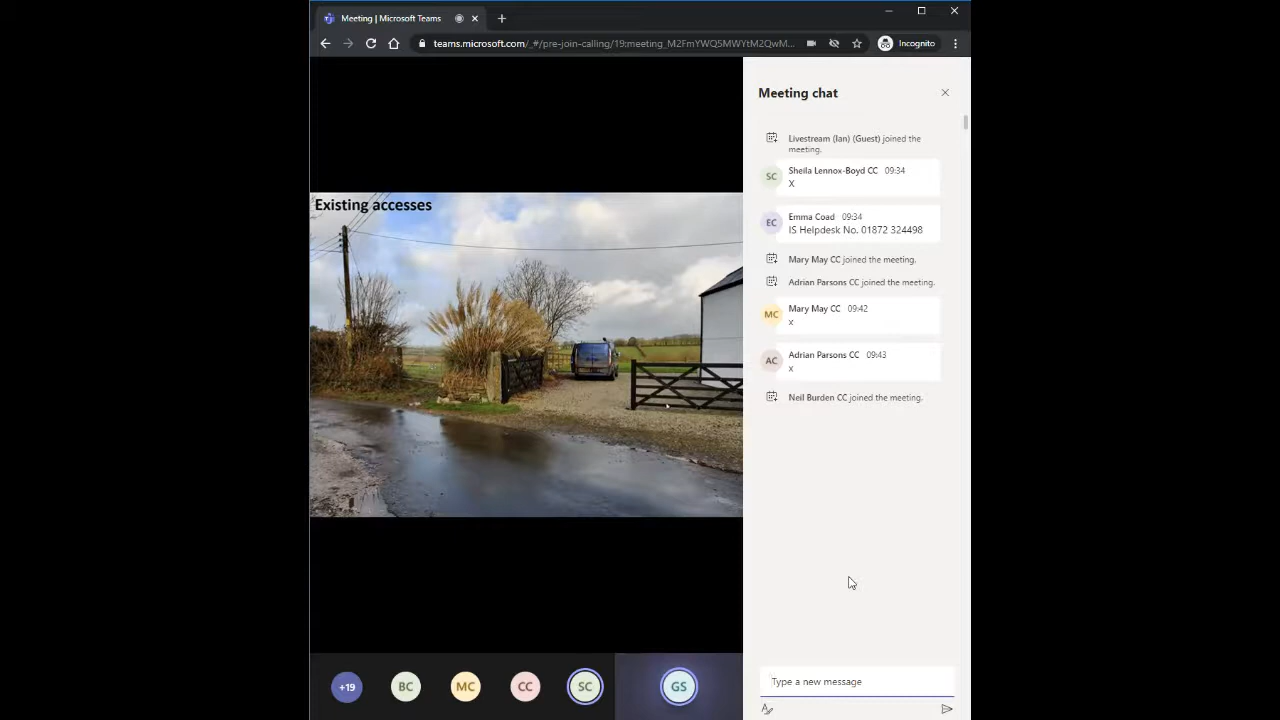 Meeting | Microsoft Teams
teams.microsoft.com/_#/pre-join-calling/19:meeting_M2FmYWQ5MWYtM2QwM...
Incognito
Existing accesses
Meeting chat
Livestream (Ian) (Guest) joined the
meeting.
SC
Sheila Lennox-Boyd CC 09:34
X
EC
Emma Coad 09:34
IS Helpdesk No. 01872 324498
Mary May CC joined the meeting.
Adrian Parsons CC joined the meeting.
MC
Mary May CC 09:42
x
AC
Adrian Parsons CC 09:43
x
Neil Burden CC joined the meeting.
Type a new message
+19
BC
MC
CC
SC
GS